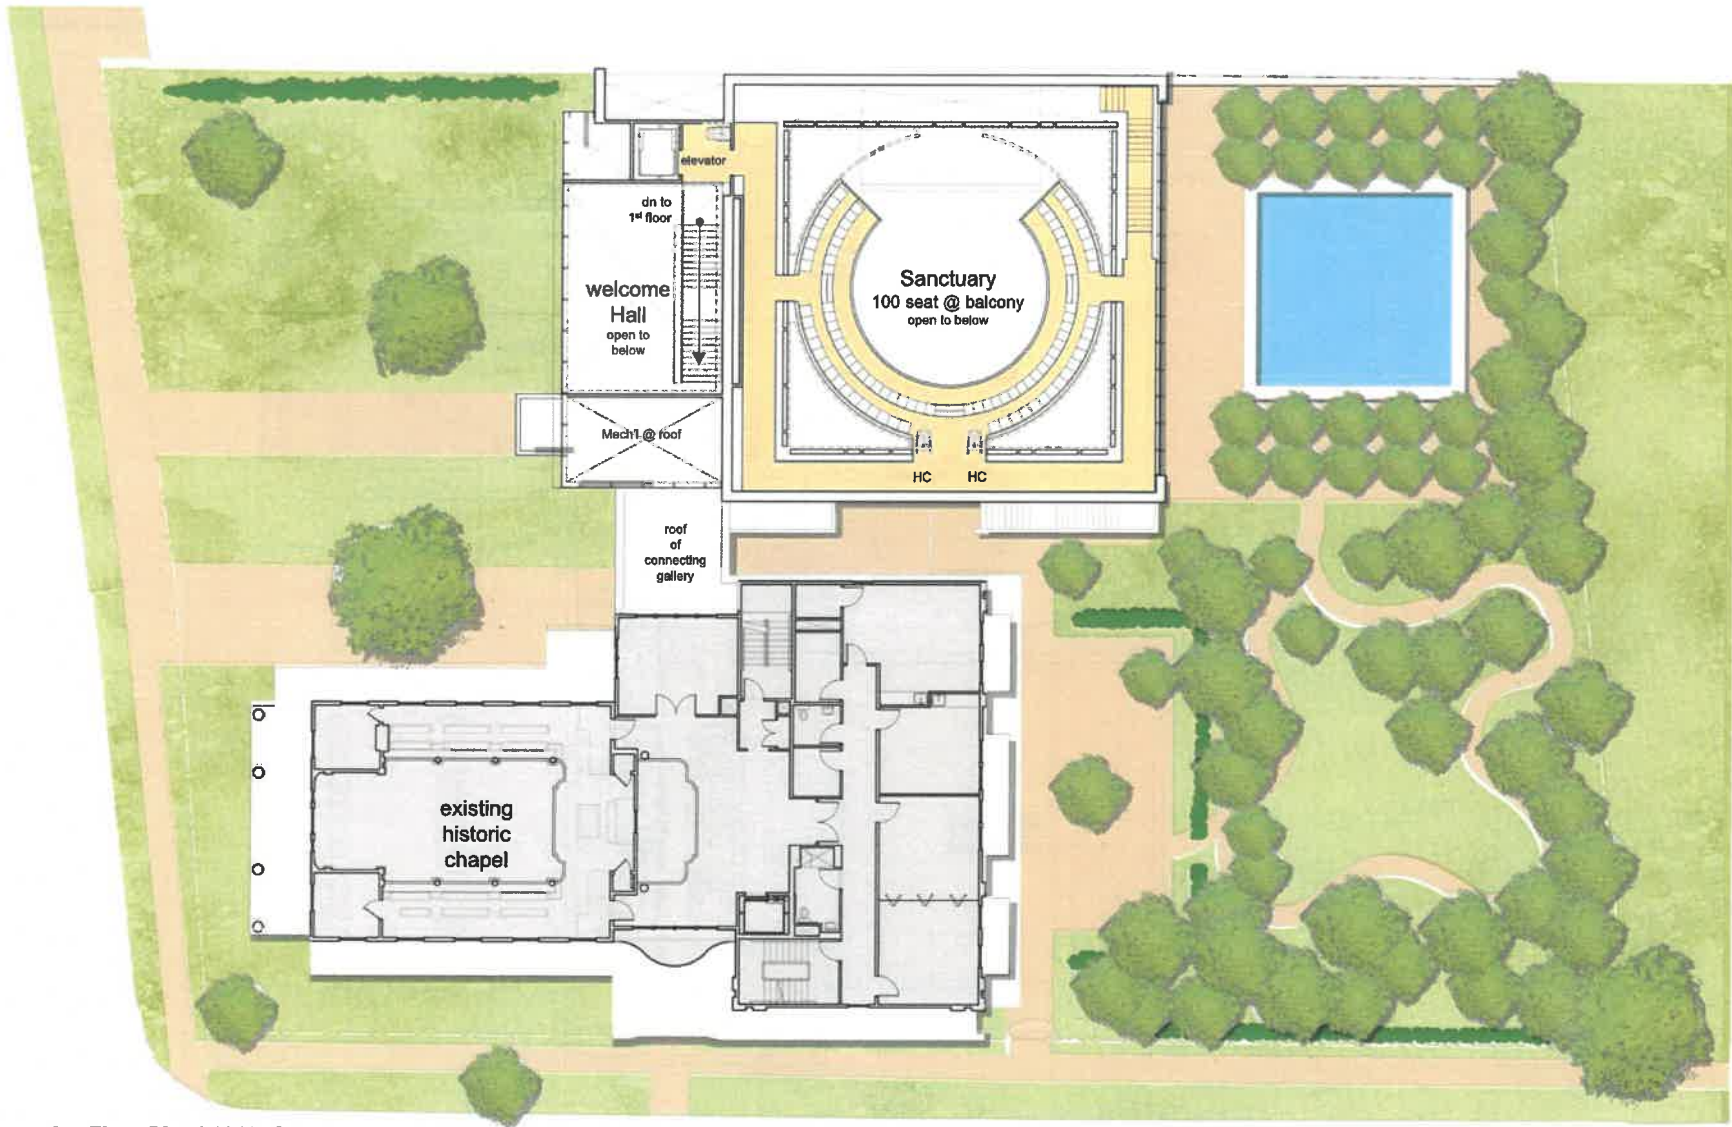 elevator
dn to
1st floor
welcome
Hall
open to
below
Sanctuary
100 seat @ balcony
open to below
Mech'l @ roof
HC HC
roof
of
connecting
gallery
existing
historic
chapel